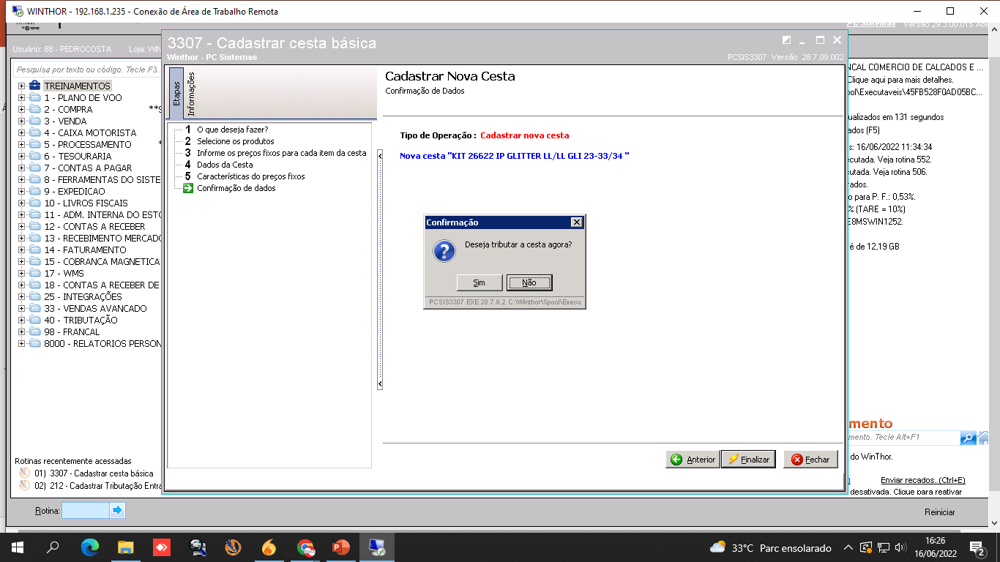 WINTHOR - 192.168.1.235 - Conexão de Área de Trabalho Remota
PC Sistemas Versão 29.3.00.015 Abe
Usuário: 88 - PEDROCOSTA Loja: WIN
Pesquisa por texto ou código. Tecle F3.
TREINAMENTOS
1 - PLANO DE VOO
2 - COMPRA **S
3 - VENDA
4 - CAIXA MOTORISTA
5 - PROCESSAMENTO *
6 - TESOURARIA
7 - CONTAS A PAGAR
8 - FERRAMENTAS DO SISTE
9 - EXPEDICAO
10 - LIVROS FISCAIS
11 - ADM. INTERNA DO ESTO
12 - CONTAS A RECEBER
13 - RECEBIMENTO MERCADO
14 - FATURAMENTO
15 - COBRANCA MAGNETICA
17 - WMS
18 - CONTAS A RECEBER DE
25 - INTEGRAÇÕES
33 - VENDAS AVANCADO
40 - TRIBUTAÇÃO
98 - FRANCAL
8000 - RELATORIOS PERSON
Rotinas recentemente acessadas
01) 3307 - Cadastrar cesta básica
02) 212 - Cadastrar Tributação Entra
Rotina:
3307 - Cadastrar cesta básica
Winthor - PC Sistemas
PCSIS3307 Versão 28.7.09.002
Etapas
Informações
1 O que deseja fazer?
2 Selecione os produtos
3 Informe os preços fixos para cada item da cesta
4 Dados da Cesta
5 Características do preços fixos
Confirmação de dados
Cadastrar Nova Cesta
Confirmação de Dados
Tipo de Operação : Cadastrar nova cesta
Nova cesta "KIT 26622 IP GLITTER LL/LL GLI 23-33/34 "
Confirmação
Deseja tributar a cesta agora?
Sim
Não
PCSIS3307.EXE 28.7.9.2 C:\Winthor\Spool\Execu
Anterior
Finalizar
Fechar
NCAL COMERCIO DE CALCADOS E ...
Clique aqui para mais detalhes.
ool\Executaveis\45FB528F0AD05BC...
ualizados em 131 segundos
ados (F5)
s: 16/06/2022 11:34:34
ecutada. Veja rotina 552.
utada. Veja rotina 506.
rados.
o para P. F.: 0,53%.
% (TARE = 10%)
E8MSWIN1252.
é de 12,19 GB
mento
mento. Tecle Alt+F1
do WinThor.
Enviar recados. (Ctrl+E)
desativada. Clique para reativar
Reiniciar
33°C Parc ensolarado
16:26
16/06/2022
2